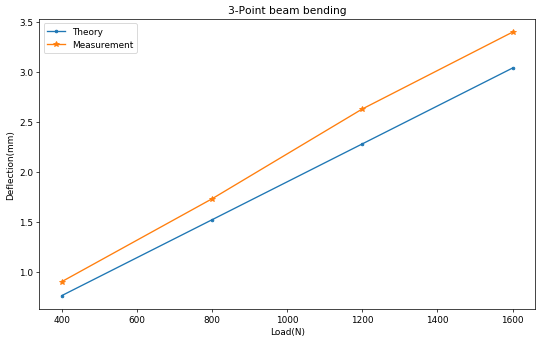 3-Point beam bending
Theory
Measurement
Deflection(mm)
3.5
3.0
2.5
2.0
1.5
1.0
400
600
800
1000
1200
1400
1600
Load(N)